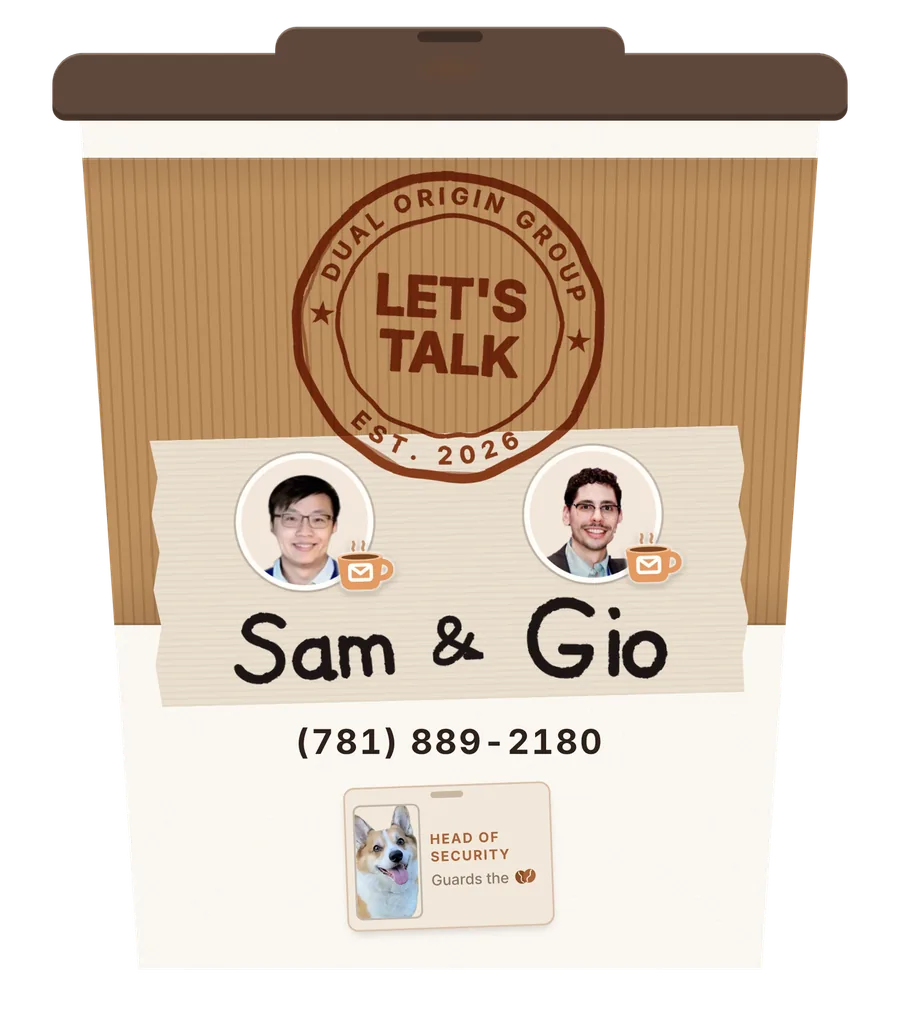 DUAL ORIGIN GROUP
LET'S
TALK
EST. 2026
Sam & Gio
(781) 889-2180
HEAD OF
SECURITY
Guards the